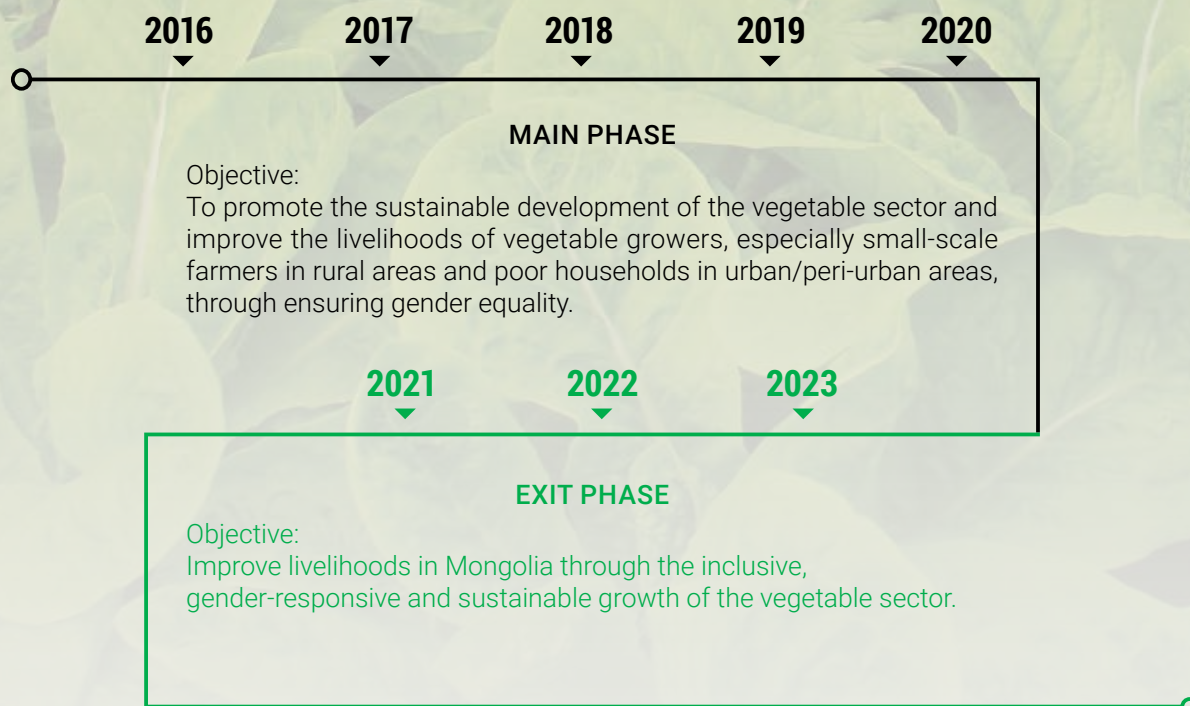 2016 2017 2018 2019 2020
MAIN PHASE
Objective:
To promote the sustainable development of the vegetable sector and
improve the livelihoods of vegetable growers, especially small-scale
farmers in rural areas and poor households in urban/peri-urban areas,
through ensuring gender equality.
2021 2022 2023
EXIT PHASE
Objective:
Improve livelihoods in Mongolia through the inclusive,
gender-responsive and sustainable growth of the vegetable sector.